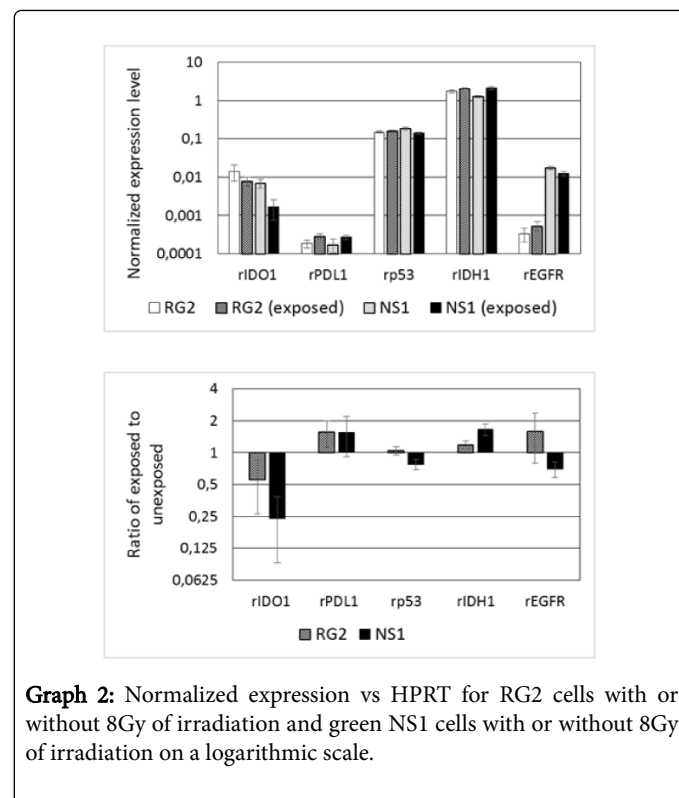 Normalized expression level
10
1
0,1
0,01
0,001
0,0001
rIDO1 rPDL1 rp53 rIDH1 rEGFR
RG2 RG2 (exposed) NS1 NS1 (exposed)
Ratio of exposed to
unexposed
4
2
1
0,5
0,25
0,125
0,0625
rIDO1 rPDL1 rp53 rIDH1 rEGFR
RG2 NS1
Graph 2: Normalized expression vs HPRT for RG2 cells with or
without 8Gy of irradiation and green NS1 cells with or without 8Gy
of irradiation on a logarithmic scale.